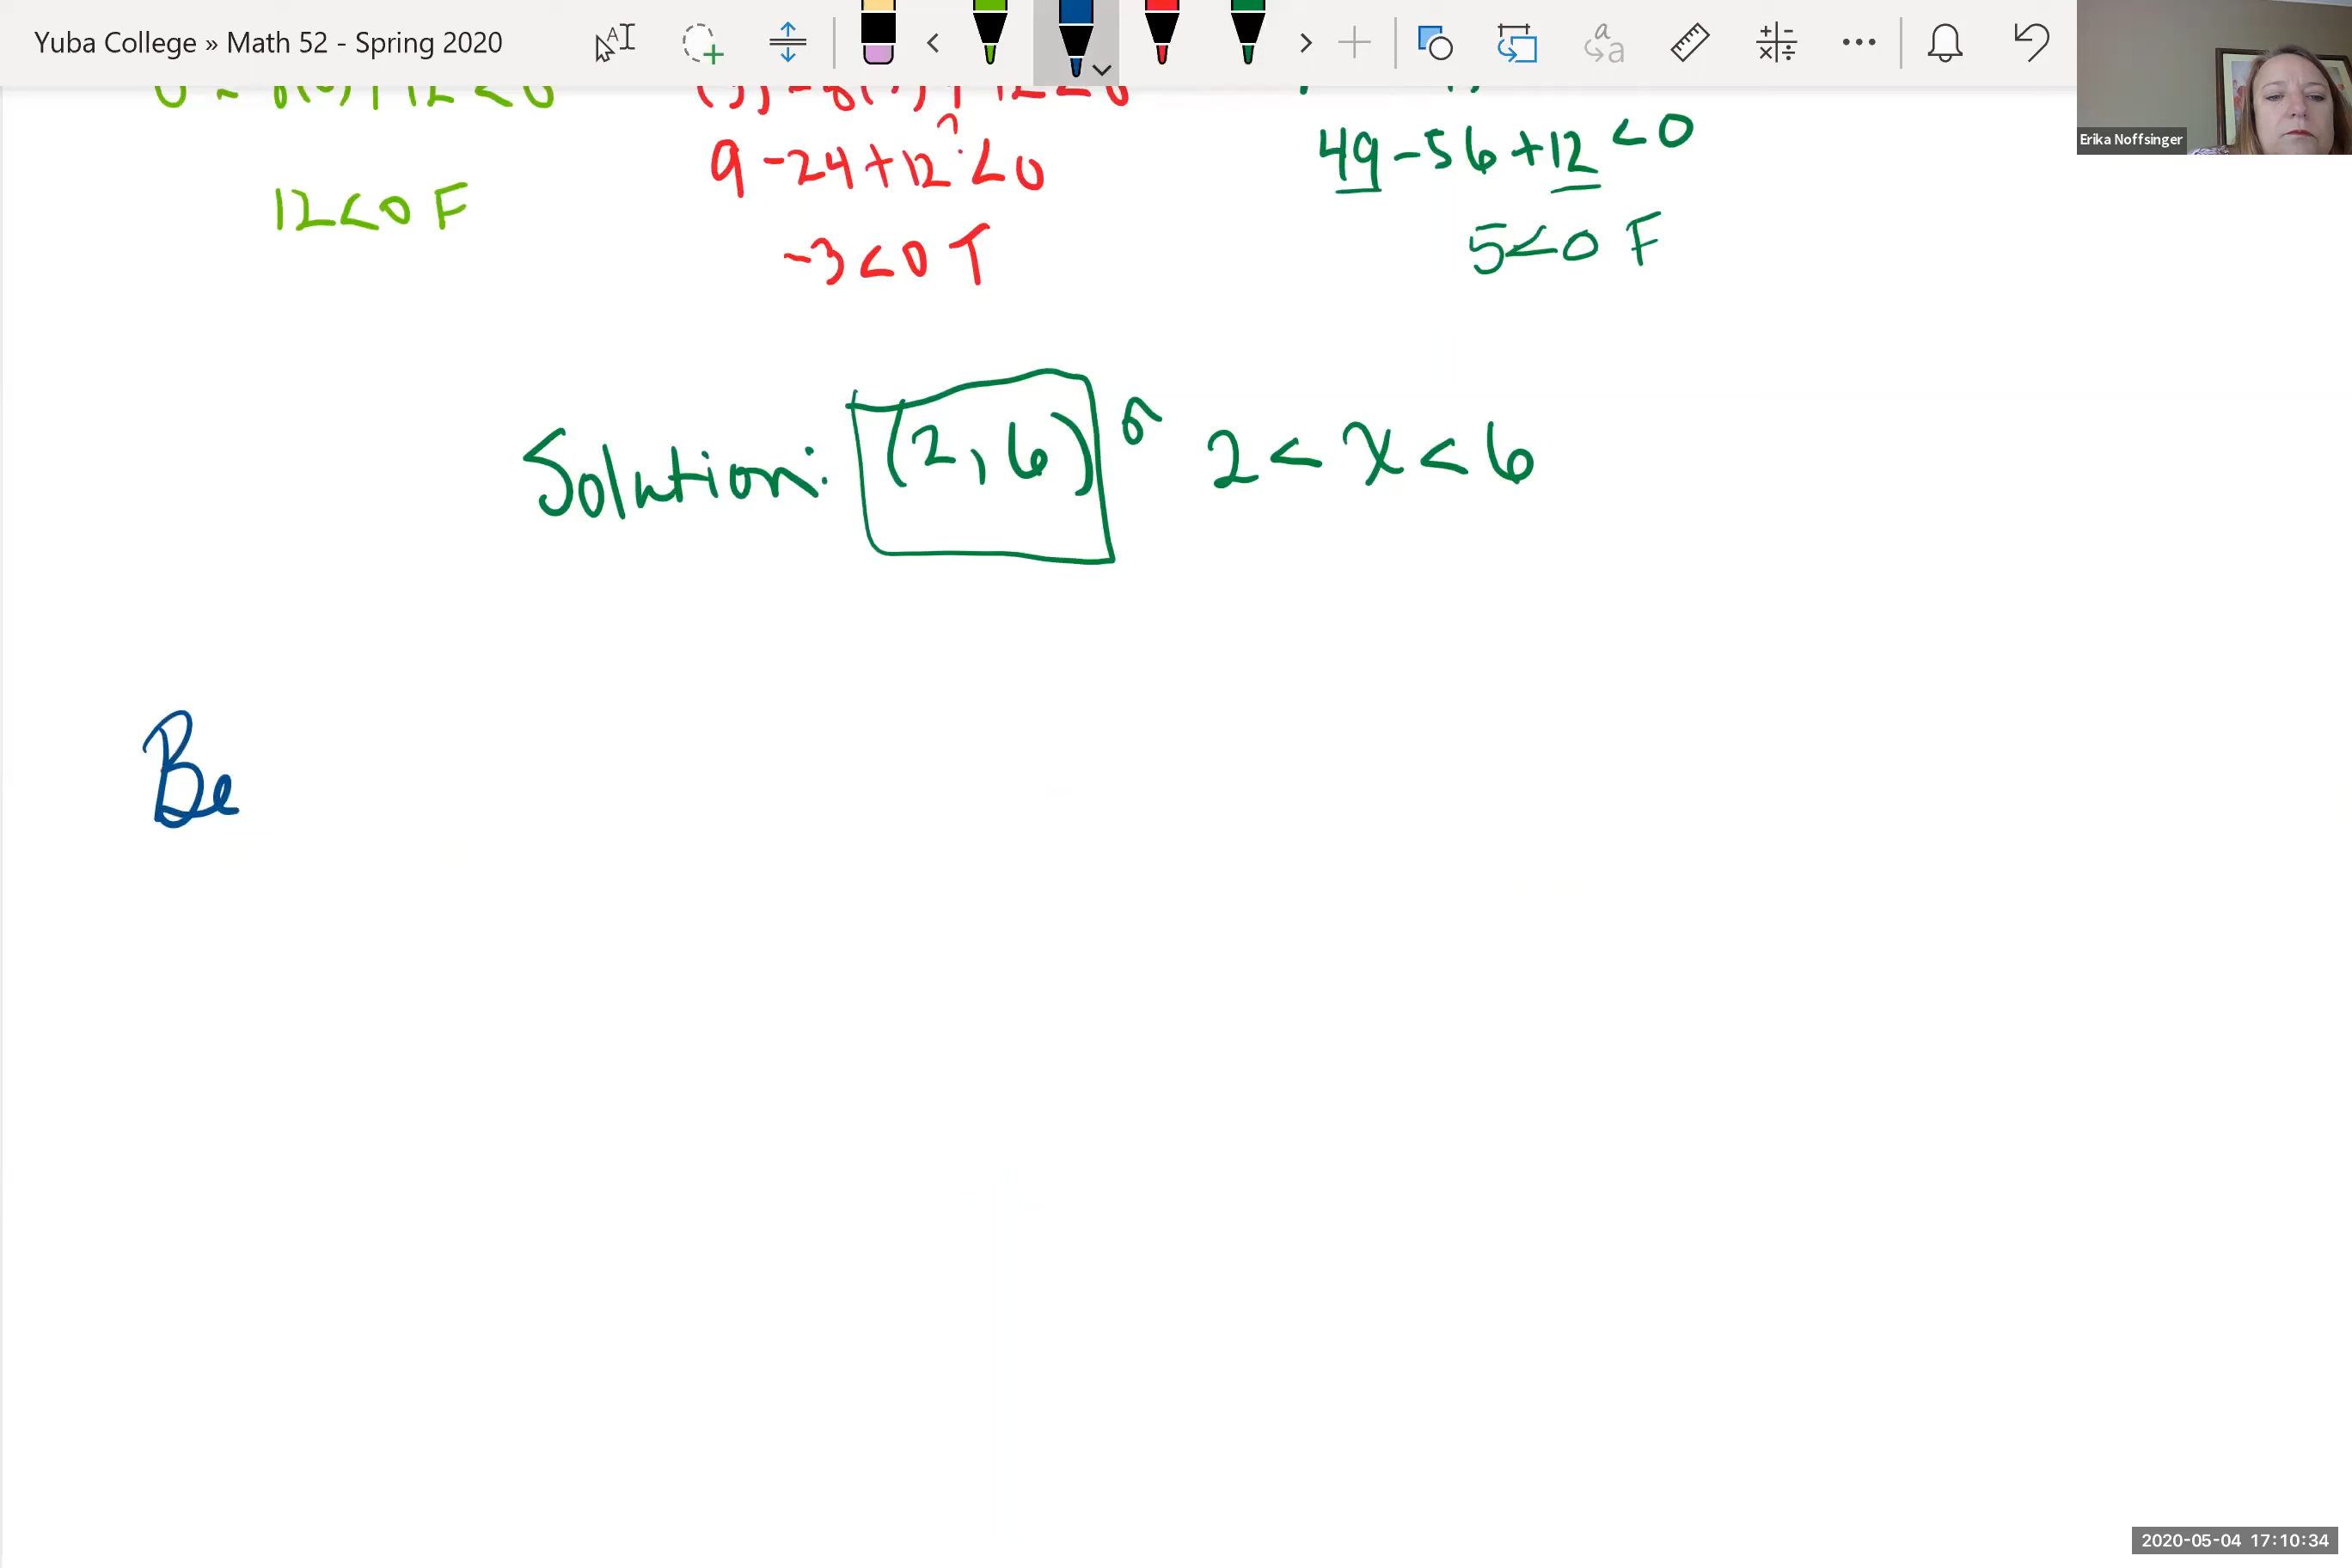 Yuba College » Math 52 - Spring 2020
Erika Noffsinger
9 - 24 + 12 ? < 0
49 - 56 + 12 < 0
12 < 0 F
-3 < 0 T
5 < 0 F
Solution: (2, 6) or 2 < x < 6
Be
2020-05-04 17:10:34